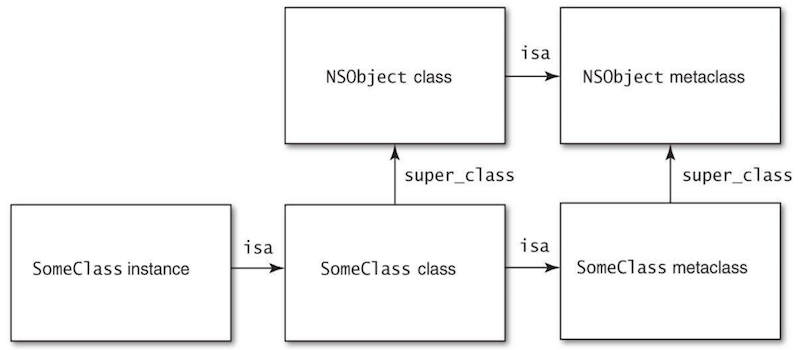 NSObject class
isa
NSObject metaclass
super_class
super_class
SomeClass instance
isa
SomeClass class
isa
SomeClass metaclass